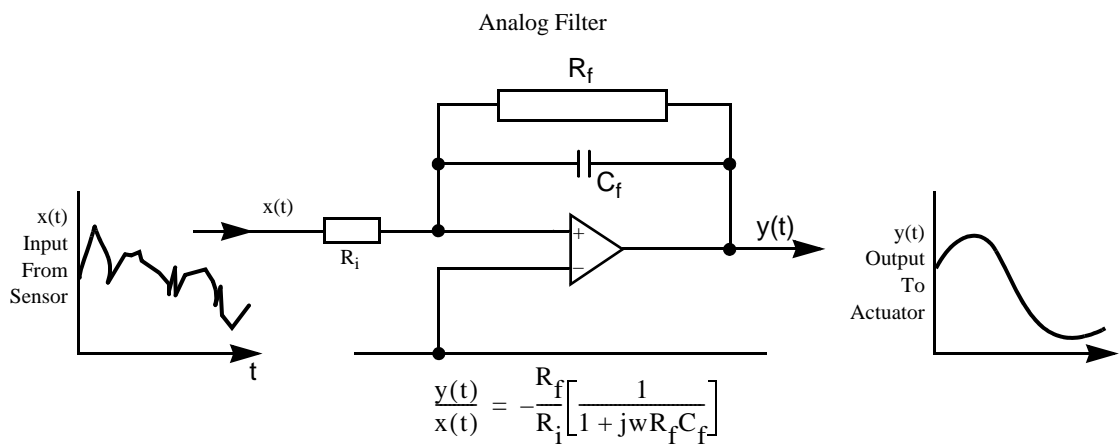 Analog Filter
R_f
C_f
x(t)
Input
From
Sensor
x(t)
R_i
+
−
y(t)
y(t)
Output
To
Actuator
t
y(t)/x(t) = −R_f/R_i[1/(1 + jwR_fC_f)]